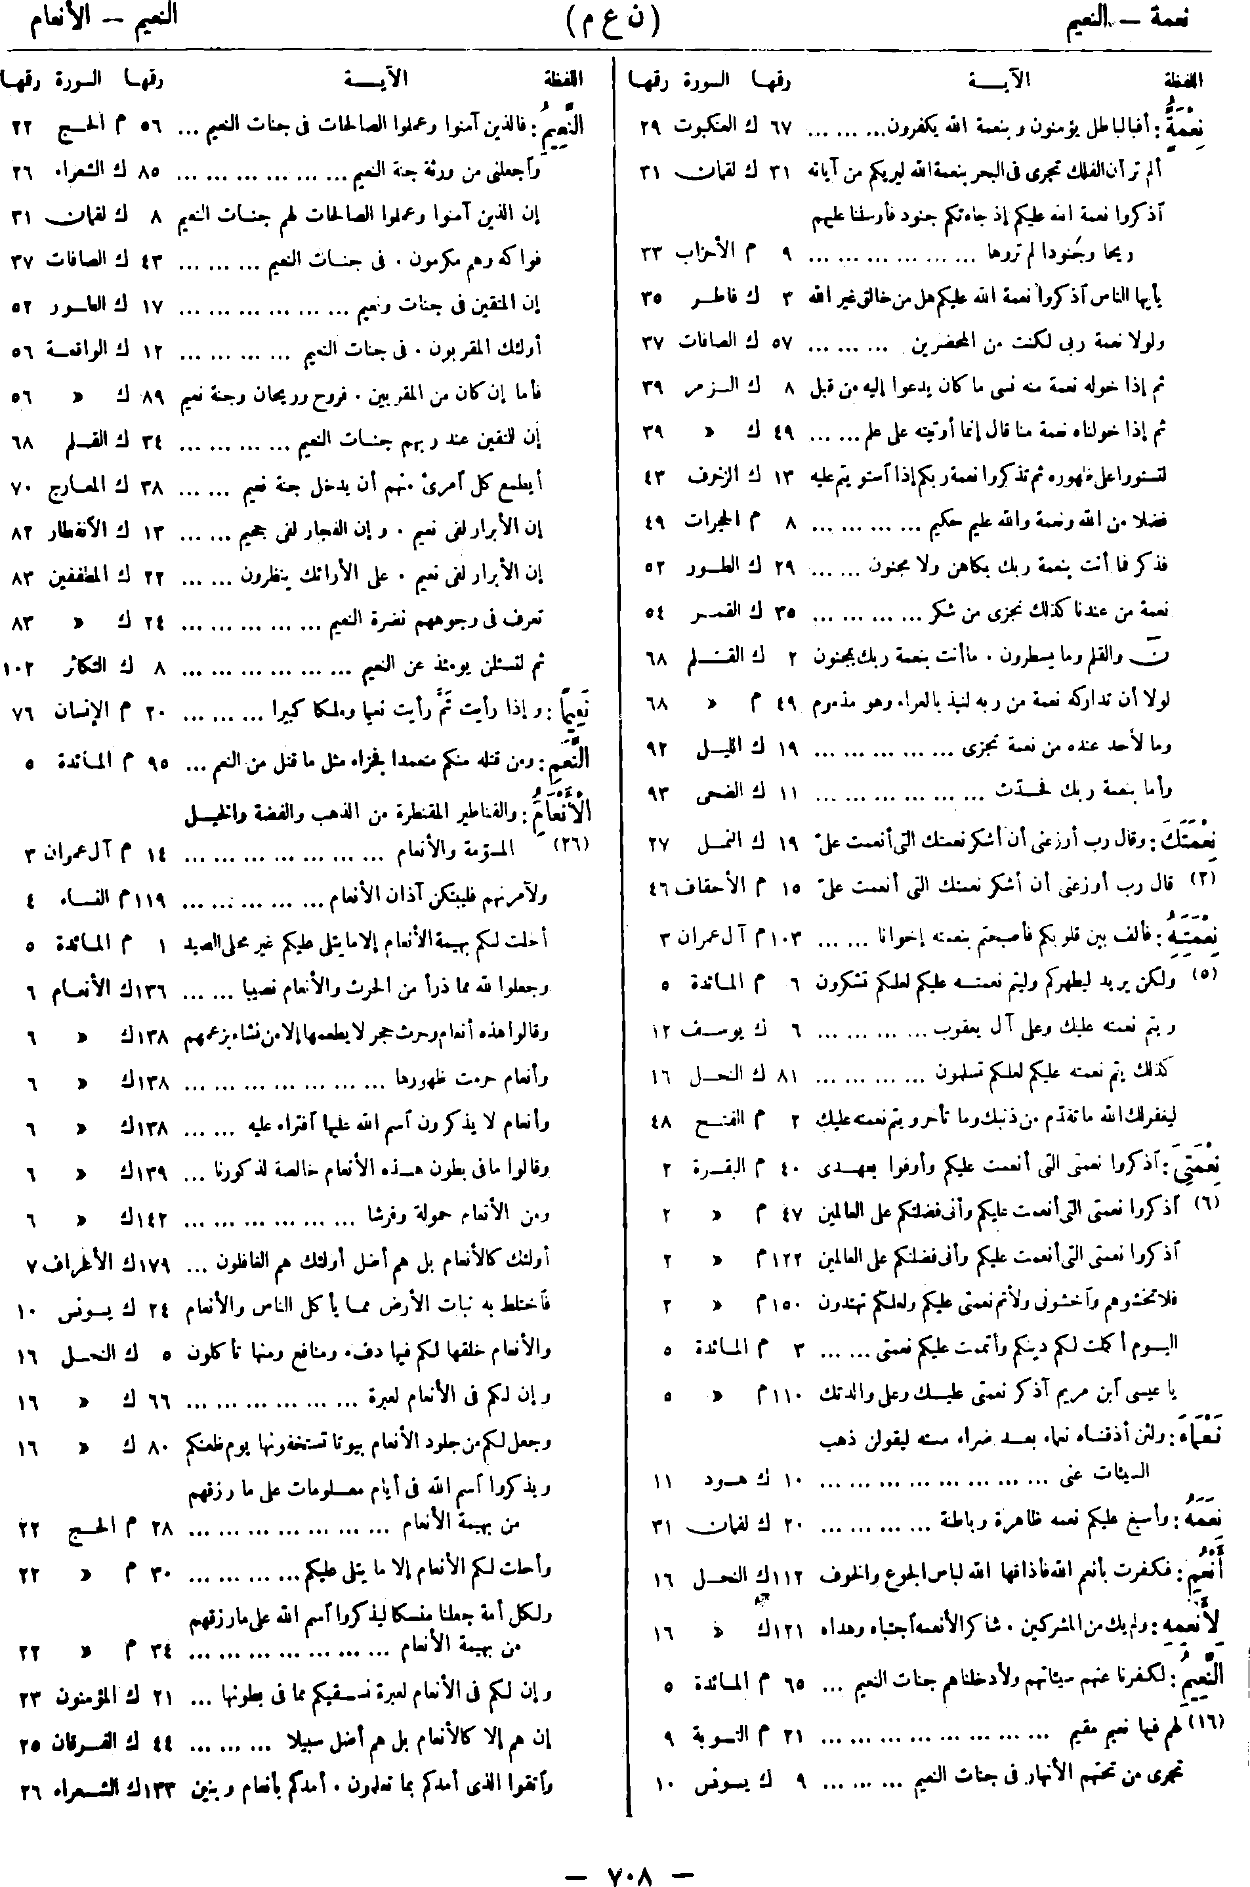 نعمة — النعيم
(ن ع م)
النعيم — الأنعام
اللفظة الآيــة رقمها السورة رقمها
نِعْمَةُ : أفبالباطل يؤمنون و بنعمة الله يكفرون... ... ... ٦٧ ك العنكبوت ٢٩
ألم تر أن الفلك تجرى فى البحر بنعمة الله ليريكم من آياته ٣١ ك لقمان ٣١
آذكروا نعمة الله عليكم إذ جاءتكم جنود فأرسلنا عليهم
ريحا وجنودا لم تروها ... ... ... ... ... ... ٩ م الأحزاب ٣٣
يأيها الناس آذكروا نعمة الله عليكم هل من خالق غير الله ٣ ك فاطر ٣٥
ولولا نعمة ربى لكنت من المحضرين ... ... ... ٥٧ ك الصافات ٣٧
ثم إذا خوله نعمة منه نسى ما كان يدعوا إليه من قبل ٨ ك الزمر ٣٩
ثم إذا خولناه نعمة منا قال إنما أوتيته على علم ... ... ٤٩ ك » ٣٩
لتستووا على ظهوره ثم تذكروا نعمة ربكم إذا آستويتم عليه ١٣ ك الزخرف ٤٣
فضلا من الله ونعمة والله عليم حكيم ... ... ... ... ٨ م الحجرات ٤٩
فذكر فما أنت بنعمة ربك بكاهن ولا مجنون ... ... ٢٩ ك الطور ٥٢
نعمة من عندنا كذلك نجزى من شكر ... ... ... ... ٣٥ ك القمر ٥٤
ن والقلم وما يسطرون . ما أنت بنعمة ربك بمجنون ٢ ك القلم ٦٨
لولا أن تداركه نعمة من ربه لنبذ بالعراء وهو مذموم ٤٩ م » ٦٨
وما لأحد عنده من نعمة تجزى ... ... ... ... ... ١٩ ك الليل ٩٢
وأما بنعمة ربك فحدّث ... ... ... ... ... ... ١١ ك الضحى ٩٣
نِعْمَتَكَ : وقال رب أوزعنى أن أشكر نعمتك التى أنعمت علىّ ١٩ ك النمل ٢٧
(٢) قال رب أوزعنى أن أشكر نعمتك التى أنعمت علىّ ١٥ م الأحقاف ٤٦
نِعْمَتِهِ : فألف بين قلوبكم فأصبحتم بنعمته إخوانا ... ... ١٠٣ م آل عمران ٣
(٥) ولكن يريد ليطهركم وليتم نعمته عليكم لعلكم تشكرون ٦ م المائدة ٥
ويتم نعمته عليك وعلى آل يعقوب ... ... ... ... ٦ ك يوسف ١٢
كذلك يتم نعمته عليكم لعلكم تسلمون ... ... ... ... ٨١ ك النحل ١٦
ليغفر لك الله ما تقدّم من ذنبك وما تأخر ويتم نعمته عليك ٢ م الفتح ٤٨
نِعْمَتِىَ : آذكروا نعمتى التى أنعمت عليكم وأوفوا بعهدى ٤٠ م البقرة ٢
(٦) آذكروا نعمتى التى أنعمت عليكم وأنى فضلتكم على العالمين ٤٧ م » ٢
آذكروا نعمتى التى أنعمت عليكم وأنى فضلتكم على العالمين ١٢٢ م » ٢
فلا تخشوهم وآخشونى ولأتم نعمتى عليكم ولعلكم تهتدون ١٥٠ م » ٢
اليوم أكملت لكم دينكم وأتممت عليكم نعمتى ... ... ٣ م المائدة ٥
يا عيسى آبن مريم آذكر نعمتى عليك وعلى والدتك ١١٠ م » ٥
نَعْمَاءَ : ولئن أذقناه نعماء بعد ضراء مسته ليقولن ذهب
السيئات عنى ... ... ... ... ... ... ... ... ١٠ ك هود ١١
نِعَمَهُ : وأسبغ عليكم نعمه ظاهرة وباطنة ... ... ... ... ٢٠ ك لقمان ٣١
أَنْعُمِ : فكفرت بأنعم الله فأذاقها الله لباس الجوع والخوف ١١٢ ك النحل ١٦
لأَنْعُمِهِ : ولم يك من المشركين . شاكرا لأنعمه آجتباه وهداه ١٢١ ك » ١٦
النَّعِيمُ : لكفرنا عنهم سيئاتهم ولأدخلناهم جنات النعيم ... ٦٥ م المائدة ٥
(١٦) لهم فيها نعيم مقيم ... ... ... ... ... ... ... ٢١ م التوبة ٩
تجرى من تحتهم الأنهار فى جنات النعيم ... ... ... ٩ ك يونس ١٠
اللفظة الآيــة رقمها السورة رقمها
النَّعِيمُ : فالذين آمنوا وعملوا الصالحات فى جنات النعيم ... ٥٦ م الحج ٢٢
وآجعلنى من ورثة جنة النعيم ... ... ... ... ... ... ٨٥ ك الشعراء ٢٦
إن الذين آمنوا وعملوا الصالحات لهم جنات النعيم ٨ ك لقمان ٣١
فواكه وهم مكرمون . فى جنات النعيم ... ... ... ٤٣ ك الصافات ٣٧
إن المتقين فى جنات ونعيم ... ... ... ... ... ... ١٧ ك الطور ٥٢
أولئك المقربون . فى جنات النعيم ... ... ... ... ١٢ ك الواقعة ٥٦
فأما إن كان من المقربين . فروح وريحان وجنة نعيم ٨٩ ك » ٥٦
إن للمتقين عند ربهم جنات النعيم ... ... ... ... ٣٤ ك القلم ٦٨
أيطمع كل آمرئ منهم أن يدخل جنة نعيم ... ... ٣٨ ك المعارج ٧٠
إن الأبرار لفى نعيم . وإن الفجار لفى جحيم ... ... ١٣ ك الآنفطار ٨٢
إن الأبرار لفى نعيم . على الأرائك ينظرون ... ... ٢٢ ك المطففين ٨٣
تعرف فى وجوههم نضرة النعيم ... ... ... ... ... ٢٤ ك » ٨٣
ثم لتسئلن يومئذ عن النعيم ... ... ... ... ... ... ٨ ك التكاثر ١٠٢
نَعِيمًا : وإذا رأيت ثَمَّ رأيت نعيما وملكا كبيرا ... ... ... ٢٠ م الإنسان ٧٦
النَّعَمِ : ومن قتله منكم متعمدا فجزاء مثل ما قتل من النعم ... ٩٥ م المائدة ٥
الْأَنْعَامُ : والقناطير المقنطرة من الذهب والفضة والخيل
(٢٦) المسوّمة والأنعام ... ... ... ... ... ... ... ١٤ م آل عمران ٣
ولآمرنهم فليبتكن آذان الأنعام ... ... ... ... ... ١١٩ م النساء ٤
أحلت لكم بهيمة الأنعام إلا ما يتلى عليكم غير محلى الصيد ١ م المائدة ٥
وجعلوا لله مما ذرأ من الحرث والأنعام نصيبا ... ... ١٣٦ ك الأنعام ٦
وقالوا هذه أنعام وحرث حجر لا يطعمها إلا من نشاء بزعمهم ١٣٨ ك » ٦
وأنعام حرمت ظهورها ... ... ... ... ... ... ... ١٣٨ ك » ٦
وأنعام لا يذكرون آسم الله عليها آفتراء عليه ... ... ١٣٨ ك » ٦
وقالوا ما فى بطون هذه الأنعام خالصة لذكورنا ... ١٣٩ ك » ٦
ومن الأنعام حمولة وفرشا ... ... ... ... ... ... ١٤٢ ك » ٦
أولئك كالأنعام بل هم أضل أولئك هم الغافلون ... ١٧٩ ك الأعراف ٧
فآختلط به نبات الأرض مما يأكل الناس والأنعام ٢٤ ك يونس ١٠
والأنعام خلقها لكم فيها دفء ومنافع ومنها تأكلون ٥ ك النحل ١٦
وإن لكم فى الأنعام لعبرة ... ... ... ... ... ... ٦٦ ك » ١٦
وجعل لكم من جلود الأنعام بيوتا تستخفونها يوم ظعنكم ٨٠ ك » ١٦
ويذكروا آسم الله فى أيام معلومات على ما رزقهم
من بهيمة الأنعام ... ... ... ... ... ... ... ٢٨ م الحج ٢٢
وأحلت لكم الأنعام إلا ما يتلى عليكم ... ... ... ... ٣٠ م » ٢٢
ولكل أمة جعلنا منسكا ليذكروا آسم الله على ما رزقهم
من بهيمة الأنعام ... ... ... ... ... ... ... ٣٤ م » ٢٢
وإن لكم فى الأنعام لعبرة نسقيكم مما فى بطونها ... ٢١ ك المؤمنون ٢٣
إن هم إلا كالأنعام بل هم أضل سبيلا ... ... ... ٤٤ ك الفرقان ٢٥
وآتقوا الذى أمدكم بما تعلمون . أمدكم بأنعام وبنين ١٣٣ ك الشعراء ٢٦
— ٧٠٨ —